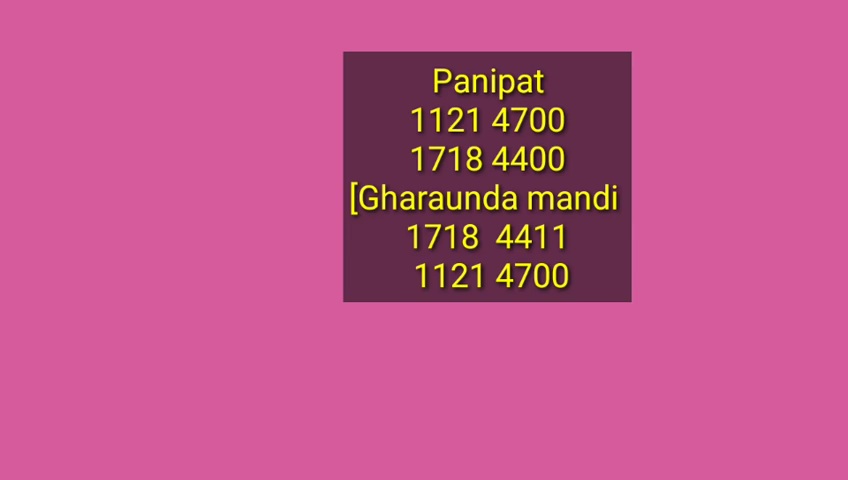 Panipat
1121 4700
1718 4400
[Gharaunda mandi
1718  4411
1121 4700